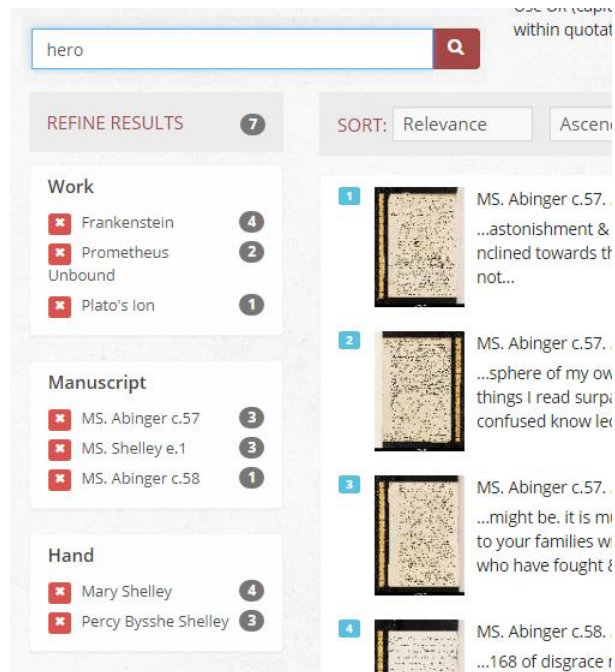 within quotat
hero
REFINE RESULTS 7
SORT: Relevance Ascen
Work
Frankenstein 4
Prometheus Unbound 2
Plato's Ion 1
Manuscript
MS. Abinger c.57 3
MS. Shelley e.1 3
MS. Abinger c.58 1
Hand
Mary Shelley 4
Percy Bysshe Shelley 3
1
MS. Abinger c.57.
...astonishment &
nclined towards th
not...
2
MS. Abinger c.57.
...sphere of my ow
things I read surpa
confused know lec
3
MS. Abinger c.57.
...might be. it is mu
to your families wi
who have fought &
4
MS. Abinger c.58.
...168 of disgrace